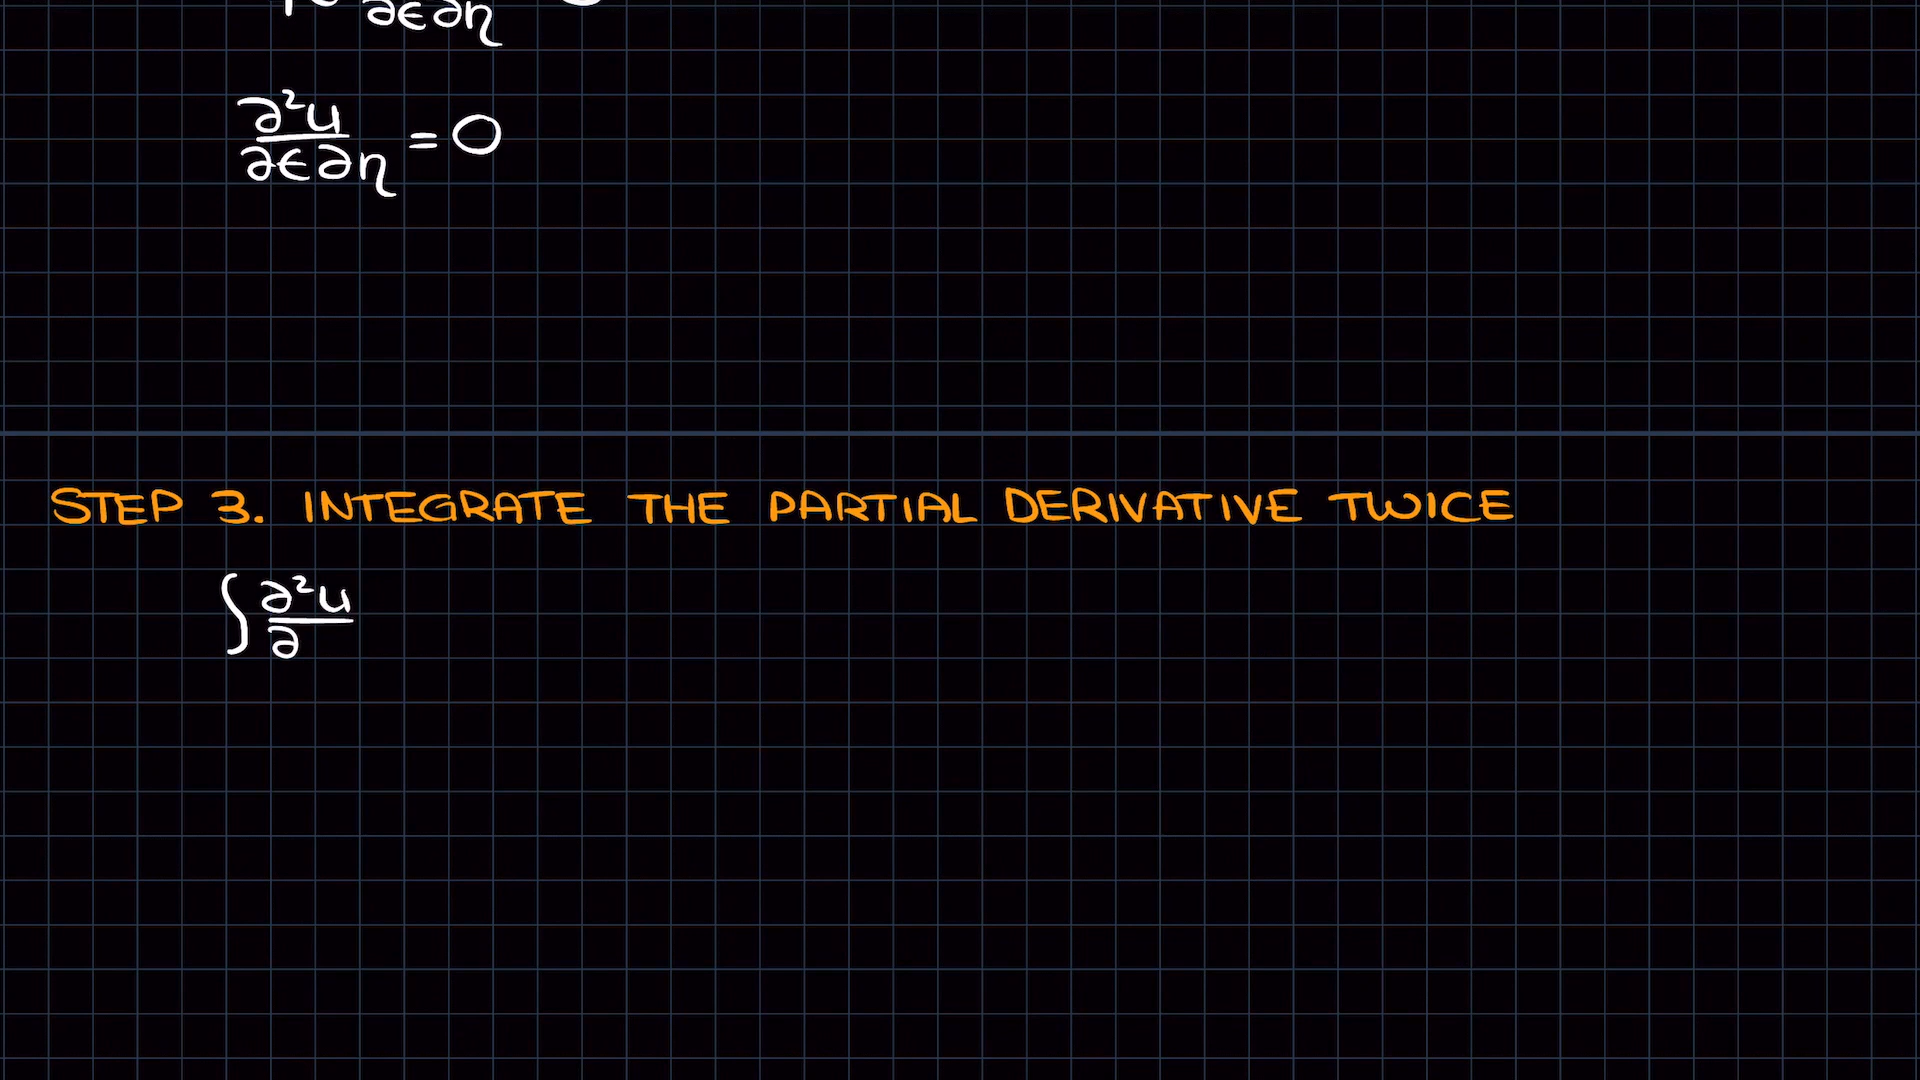 ∂ϵ∂η
∂²u
∂ϵ∂η = 0
STEP 3. INTEGRATE THE PARTIAL DERIVATIVE TWICE
∫ ∂²u
∂